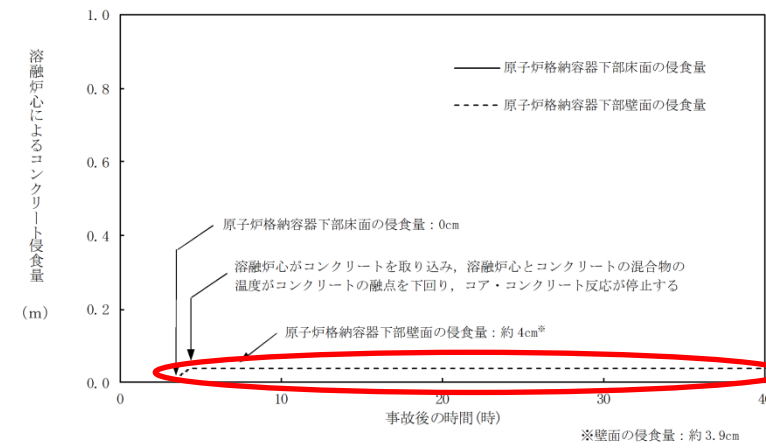 溶融炉心によるコンクリート侵食量
(m)
1.0
0.8
0.6
0.4
0.2
0.0
原子炉格納容器下部床面の侵食量
原子炉格納容器下部壁面の侵食量
原子炉格納容器下部床面の侵食量：0cm
溶融炉心がコンクリートを取り込み，溶融炉心とコンクリートの混合物の
温度がコンクリートの融点を下回り，コア・コンクリート反応が停止する
原子炉格納容器下部壁面の侵食量：約4cm※
0 10 20 30 40
事故後の時間(時)
※壁面の侵食量：約3.9cm